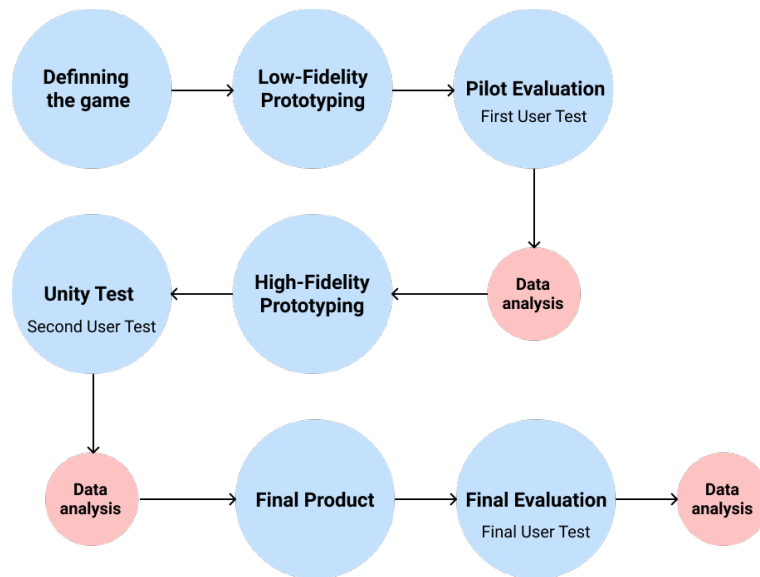 Definning
the game
Low-Fidelity
Prototyping
Pilot Evaluation
First User Test
Data
analysis
High-Fidelity
Prototyping
Unity Test
Second User Test
Data
analysis
Final Product
Final Evaluation
Final User Test
Data
analysis